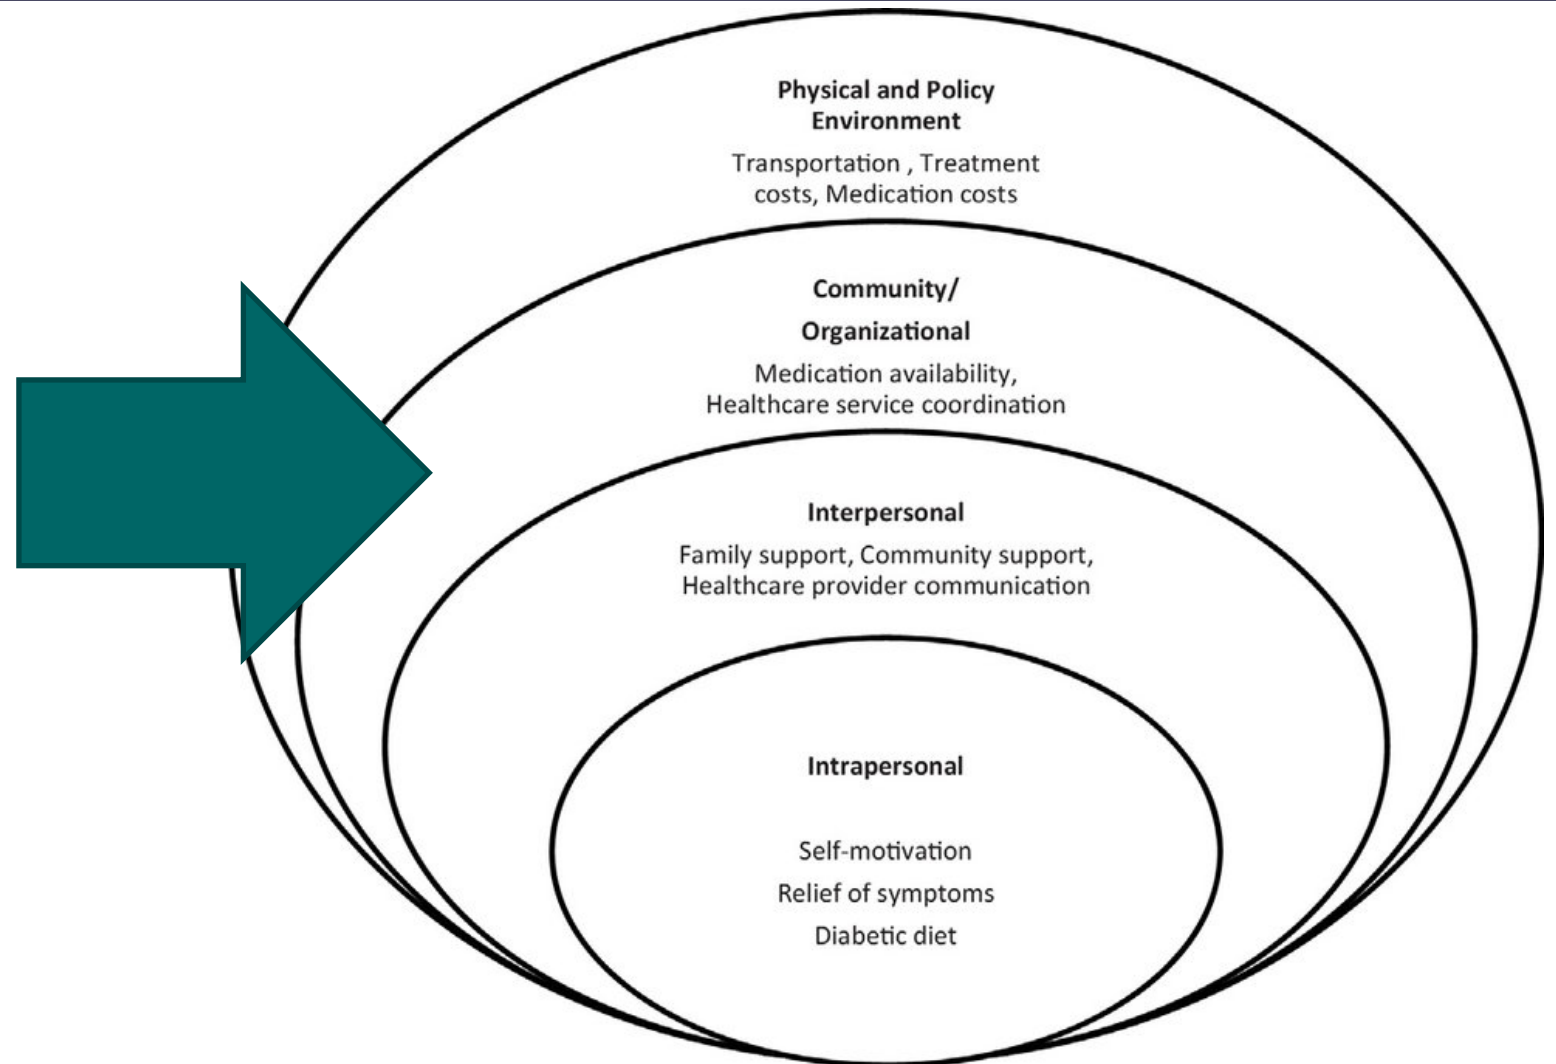 Physical and Policy
Environment
Transportation , Treatment
costs, Medication costs
Community/
Organizational
Medication availability,
Healthcare service coordination
Interpersonal
Family support, Community support,
Healthcare provider communication
Intrapersonal
Self-motivation
Relief of symptoms
Diabetic diet